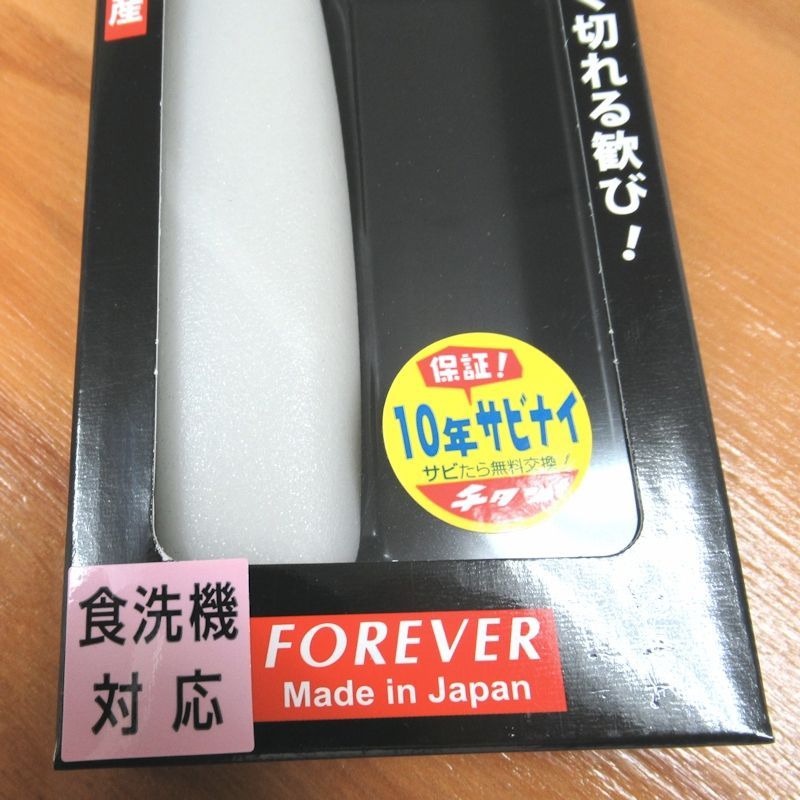 産
く切れる歓び！
保証！
10年サビナイ
サビたら無料交換！
チタン
食洗機
対応
FOREVER
Made in Japan